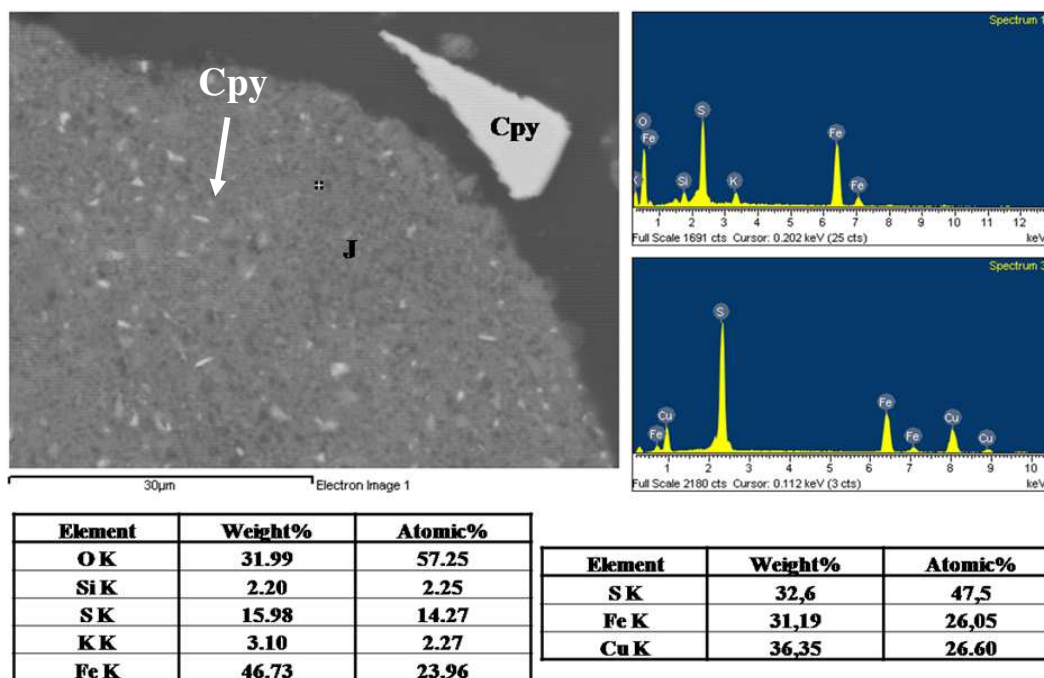 Cpy
Cpy
J
30µm
Electron Image 1
Spectrum 1
O
Fe
Si
S
K
Fe
Fe
1 2 3 4 5 6 7 8 9 10 11 12
Full Scale 1691 cts Cursor: 0.202 keV (25 cts)
keV
Spectrum 3
Fe
Cu
S
Fe
Fe
Cu
Cu
1 2 3 4 5 6 7 8 9 10
Full Scale 2180 cts Cursor: 0.112 keV (3 cts)
keV
Element Weight% Atomic%
O K 31.99 57.25
Si K 2.20 2.25
S K 15.98 14.27
K K 3.10 2.27
Fe K 46.73 23.96
Element Weight% Atomic%
S K 32,6 47,5
Fe K 31,19 26,05
Cu K 36,35 26.60